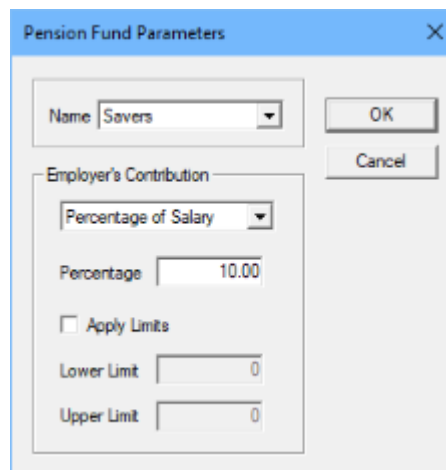 Pension Fund Parameters
Name Savers
OK
Cancel
Employer's Contribution
Percentage of Salary
Percentage 10.00
Apply Limits
Lower Limit 0
Upper Limit 0